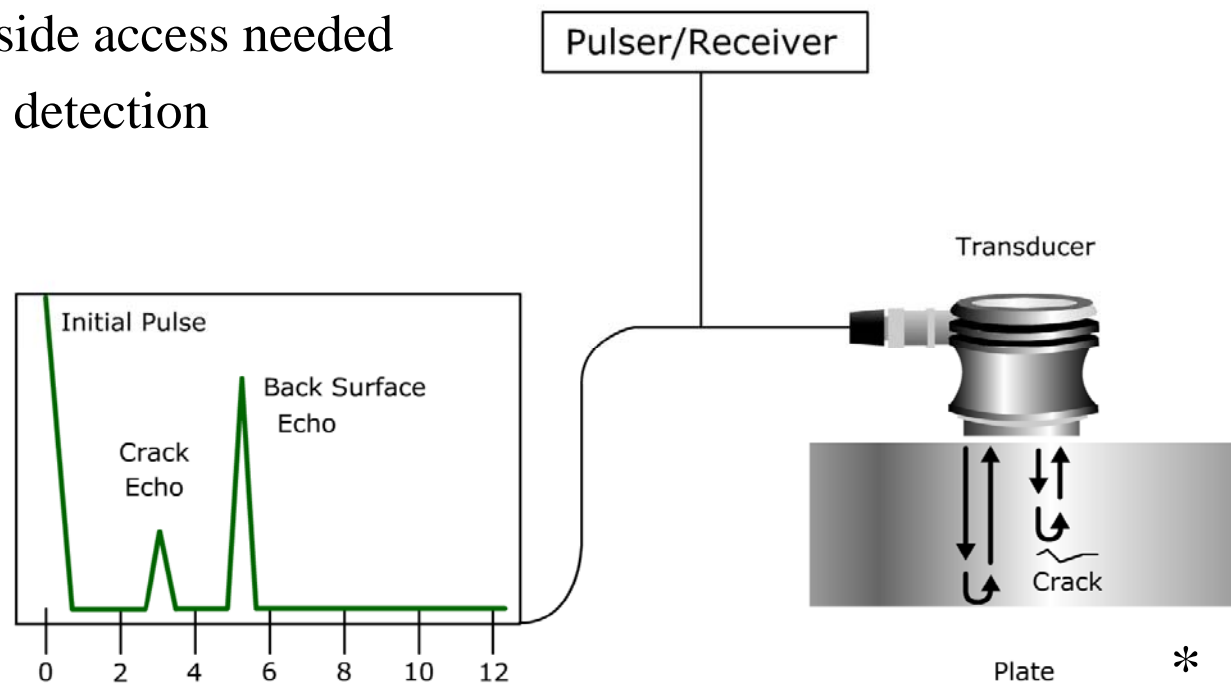 side access needed
detection
Pulser/Receiver
Transducer
Initial Pulse
Back Surface
Echo
Crack
Echo
Crack
0 2 4 6 8 10 12
Plate
*